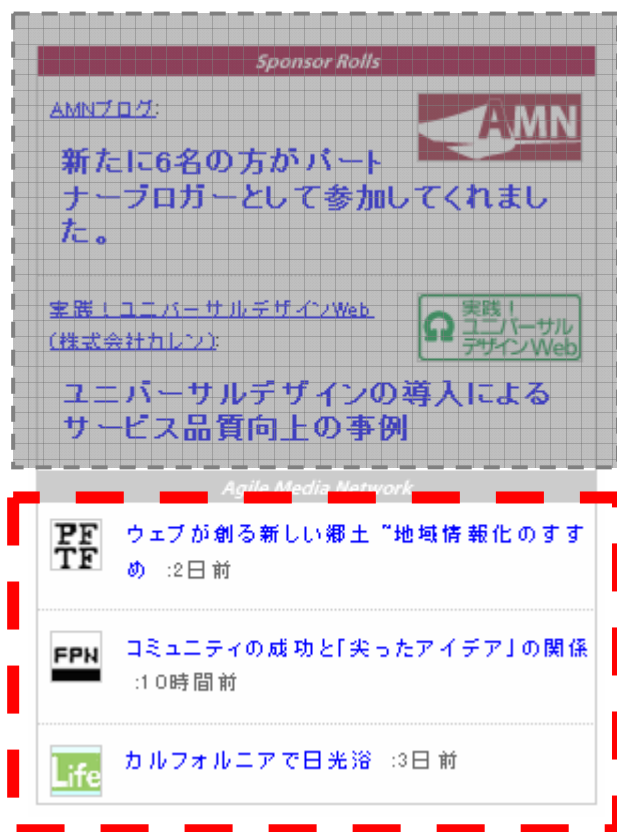 Sponsor Rolls
AMNブログ:
AMN
新たに6名の方がパート
ナーブロガーとして参加してくれまし
た。
実践！ユニバーサルデザインWeb
(株式会社カレン):
実践！
ユニバーサル
デザインWeb
ユニバーサルデザインの導入による
サービス品質向上の事例
Agile Media Network
PF
TF
ウェブが創る新しい郷土 ~地域情報化のすす
め :2日前
FPN
コミュニティの成功と「尖ったアイデア」の関係
:10時間前
Life
カルフォルニアで日光浴 :3日前